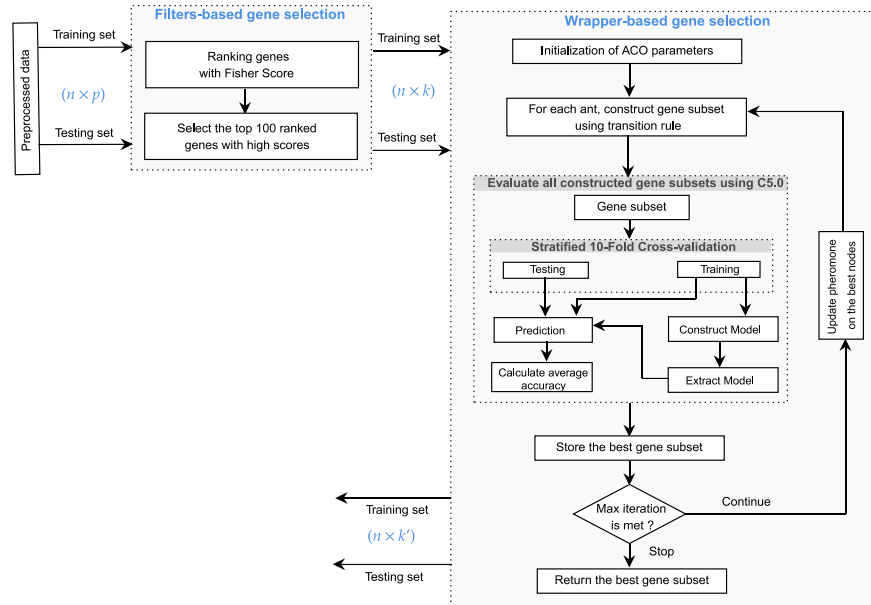 Filters-based gene selection
Training set
Preprocessed data
(n × p)
Testing set
Ranking genes
with Fisher Score
Select the top 100 ranked
genes with high scores
Training set
(n × k)
Testing set
Wrapper-based gene selection
Initialization of ACO parameters
For each ant, construct gene subset
using transition rule
Evaluate all constructed gene subsets using C5.0
Gene subset
Stratified 10-Fold Cross-validation
Testing
Training
Prediction
Construct Model
Calculate average
accuracy
Extract Model
Update pheromone
on the best nodes
Store the best gene subset
Max iteration
is met ?
Continue
Stop
Return the best gene subset
Training set
(n × k')
Testing set